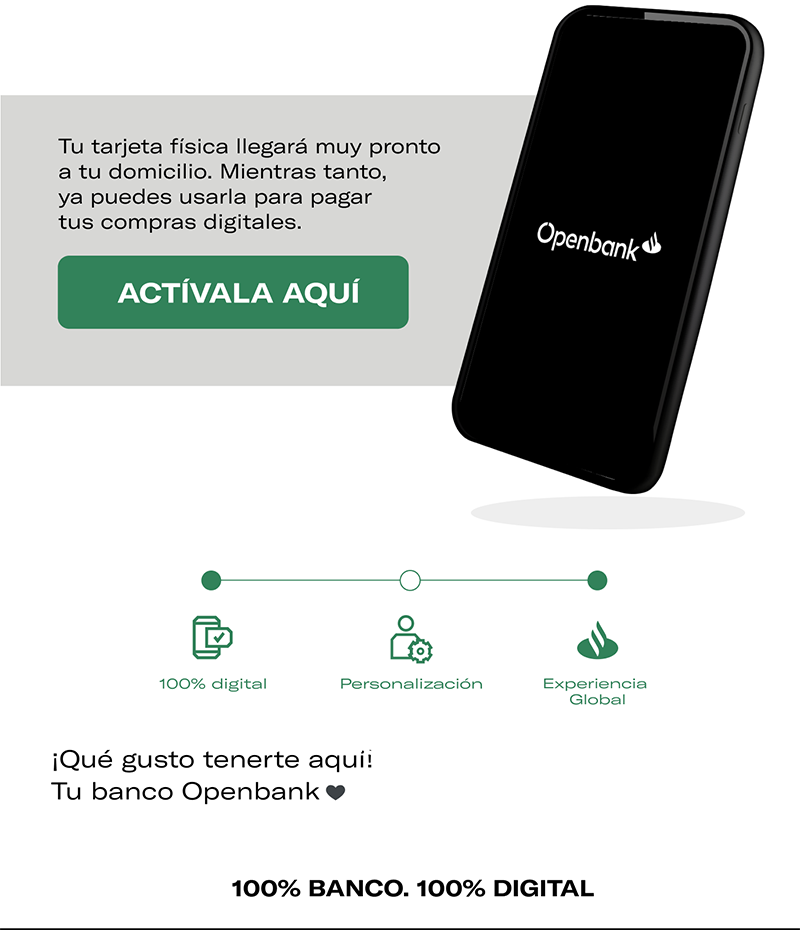 Tu tarjeta física llegará muy pronto
a tu domicilio. Mientras tanto,
ya puedes usarla para pagar
tus compras digitales.
ACTÍVALA AQUÍ
Openbank
100% digital
Personalización
Experiencia
Global
¡Qué gusto tenerte aquí!
Tu banco Openbank
100% BANCO. 100% DIGITAL